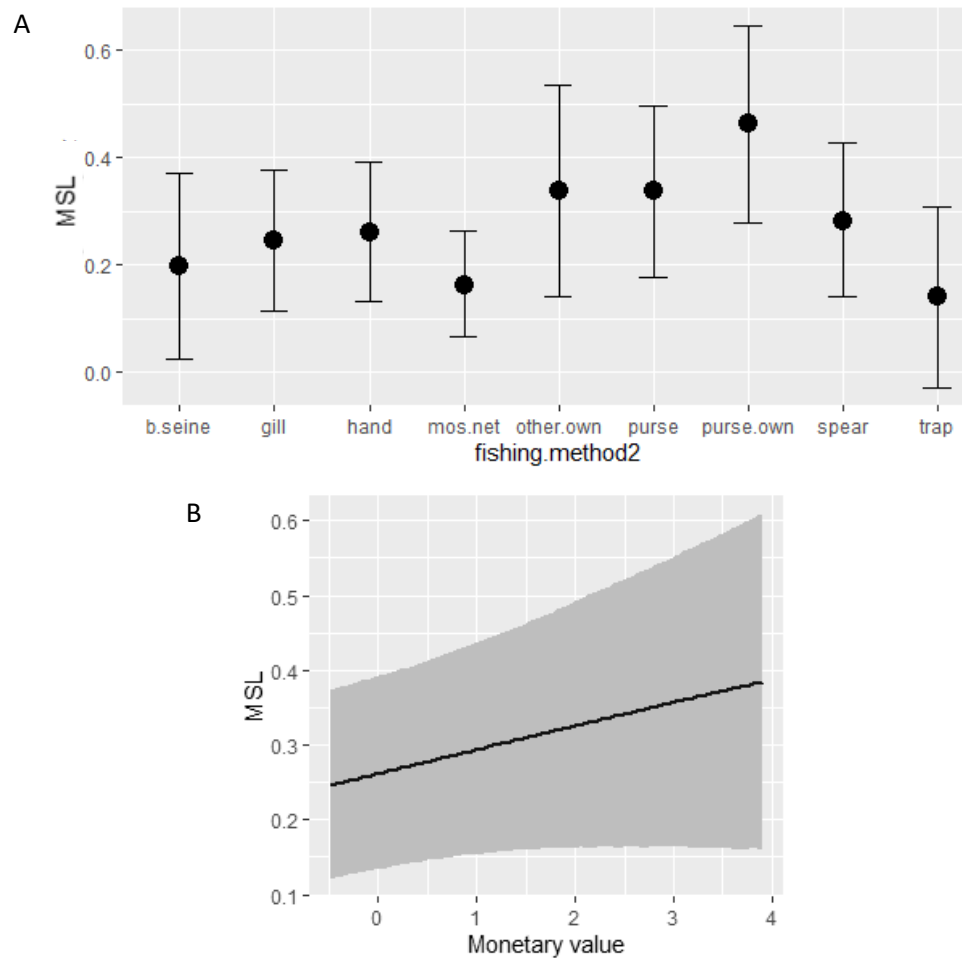 A
0.6
0.4
0.2
0.0
MSL
b.seine gill hand mos.net other.own purse purse.own spear trap
fishing.method2
B
0.6
0.5
0.4
0.3
0.2
0.1
MSL
0 1 2 3 4
Monetary value